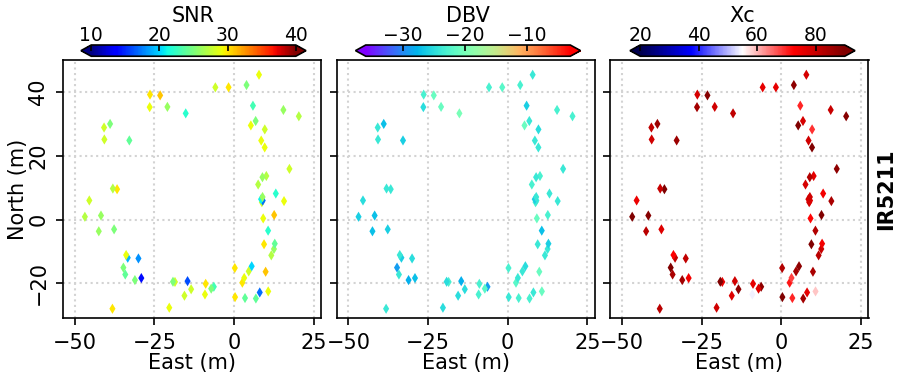 SNR DBV Xc
10 20 30 40 −30 −20 −10 20 40 60 80
40
20
0
−20
North (m)
IR5211
−50 −25 0 25 −50 −25 0 25 −50 −25 0 25
East (m) East (m) East (m)